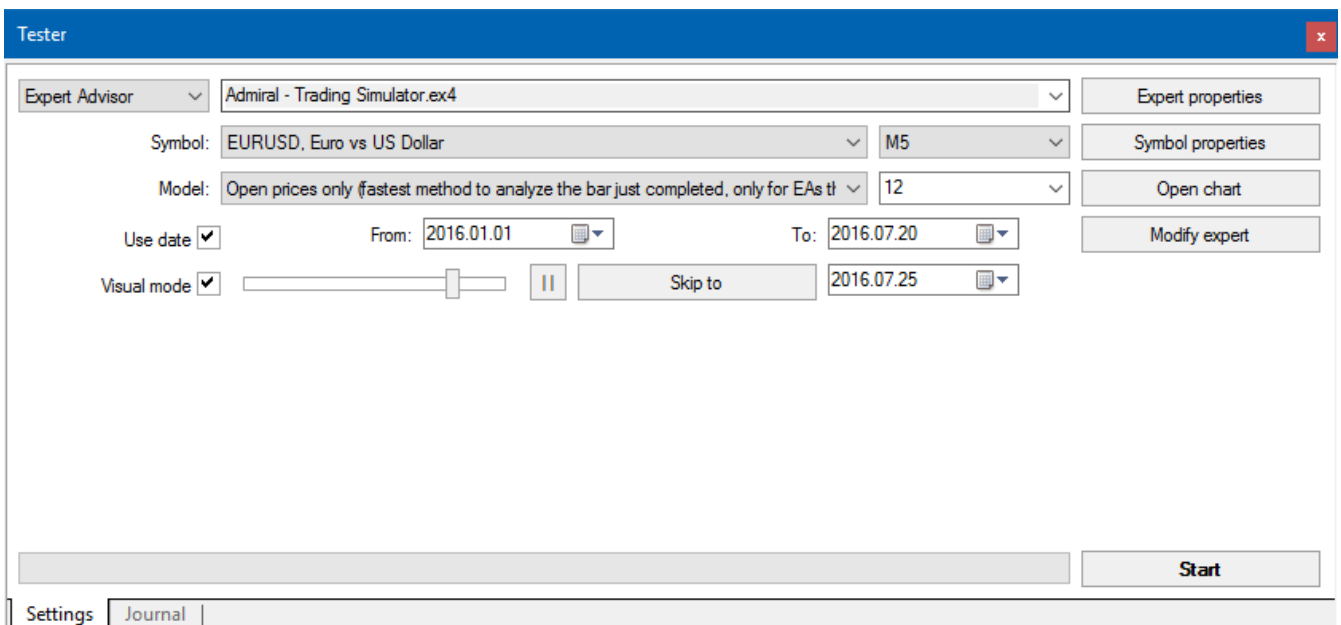 Tester
x
Expert Advisor Admiral - Trading Simulator.ex4 Expert properties
Symbol: EURUSD, Euro vs US Dollar M5 Symbol properties
Model: Open prices only (fastest method to analyze the bar just completed, only for EAs th 12 Open chart
Use date From: 2016.01.01 To: 2016.07.20 Modify expert
Visual mode Skip to 2016.07.25
Start
Settings Journal